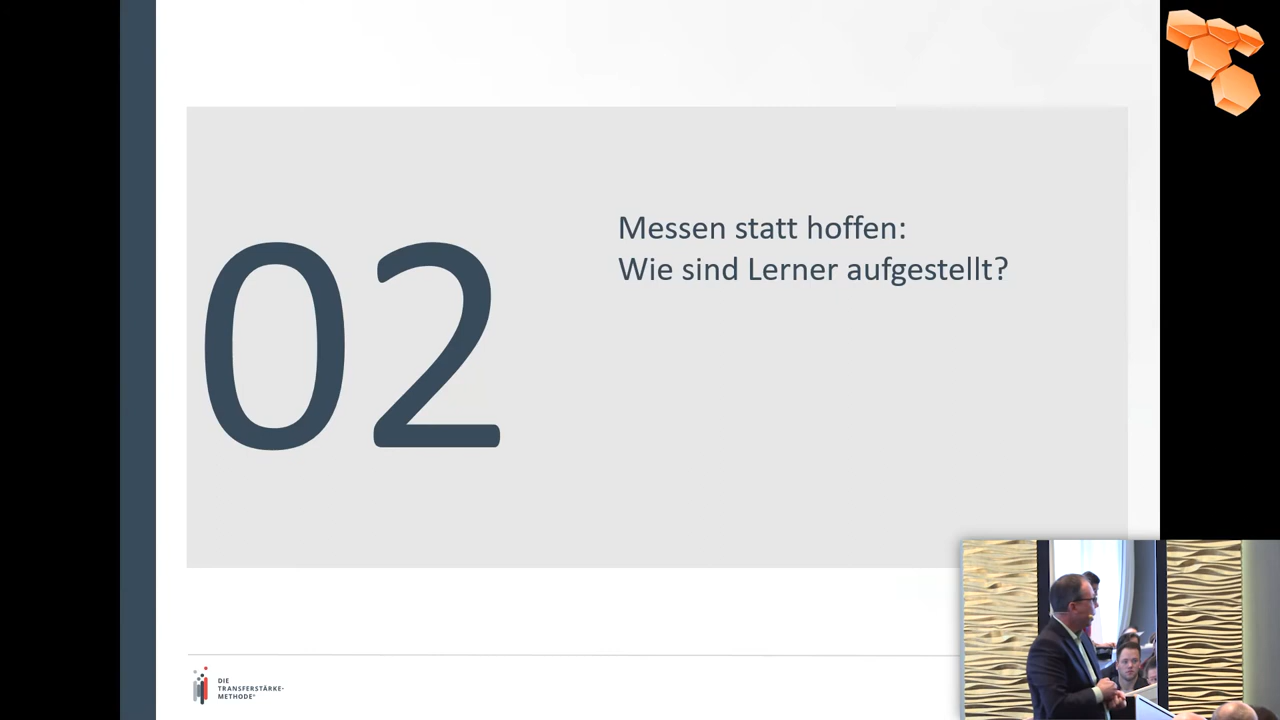 02
Messen statt hoffen:
Wie sind Lerner aufgestellt?
DIE
TRANSFERSTÄRKE-
METHODE®